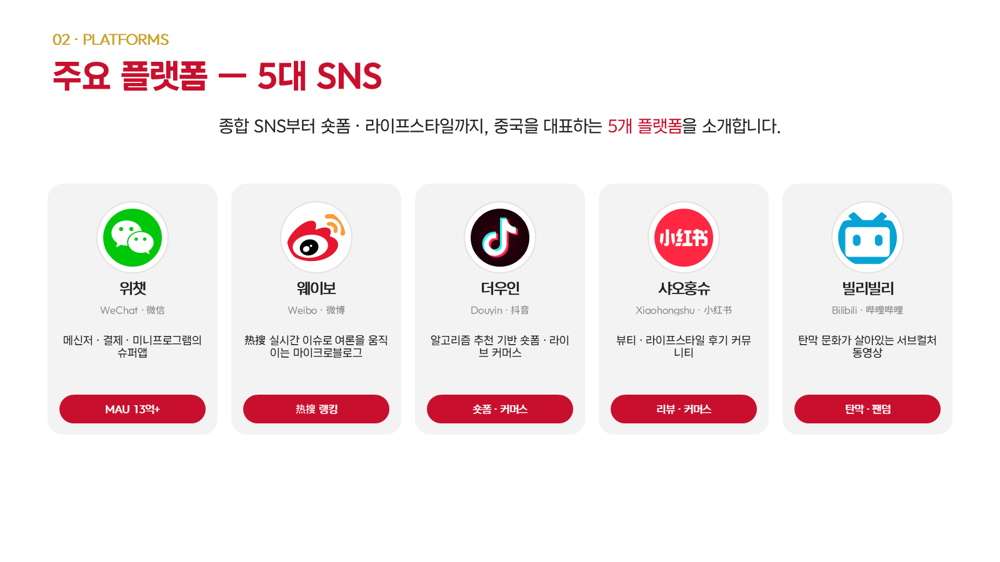 02 · PLATFORMS
주요 플랫폼 — 5대 SNS
종합 SNS부터 숏폼 · 라이프스타일까지, 중국을 대표하는 5개 플랫폼을 소개합니다.
위챗
WeChat · 微信
메신저 · 결제 · 미니프로그램의
슈퍼앱
MAU 13억+
웨이보
Weibo · 微博
热搜 실시간 이슈로 여론을 움직
이는 마이크로블로그
热搜 랭킹
더우인
Douyin · 抖音
알고리즘 추천 기반 숏폼 · 라이
브 커머스
숏폼 · 커머스
小红书
샤오홍슈
Xiaohongshu · 小红书
뷰티 · 라이프스타일 후기 커뮤
니티
리뷰 · 커머스
빌리빌리
Bilibili · 哔哩哔哩
탄막 문화가 살아있는 서브컬처
동영상
탄막 · 팬덤